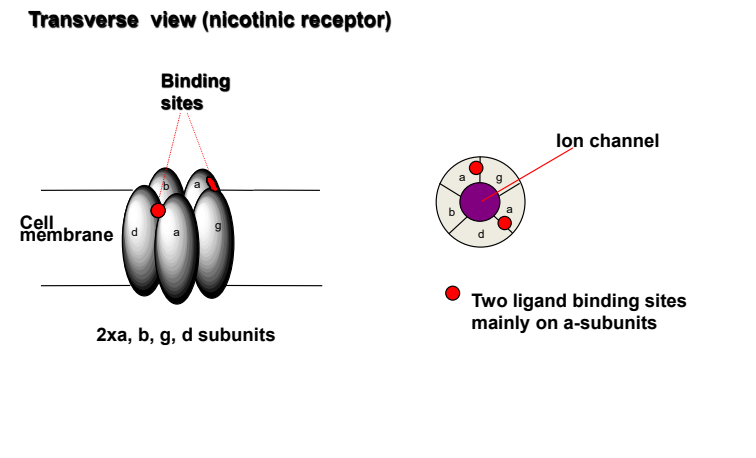 Transverse view (nicotinic receptor)
Binding
sites
Ion channel
b
a
a
g
Cell
membrane
d
a
g
b
a
d
Two ligand binding sites
mainly on a-subunits
2xa, b, g, d subunits